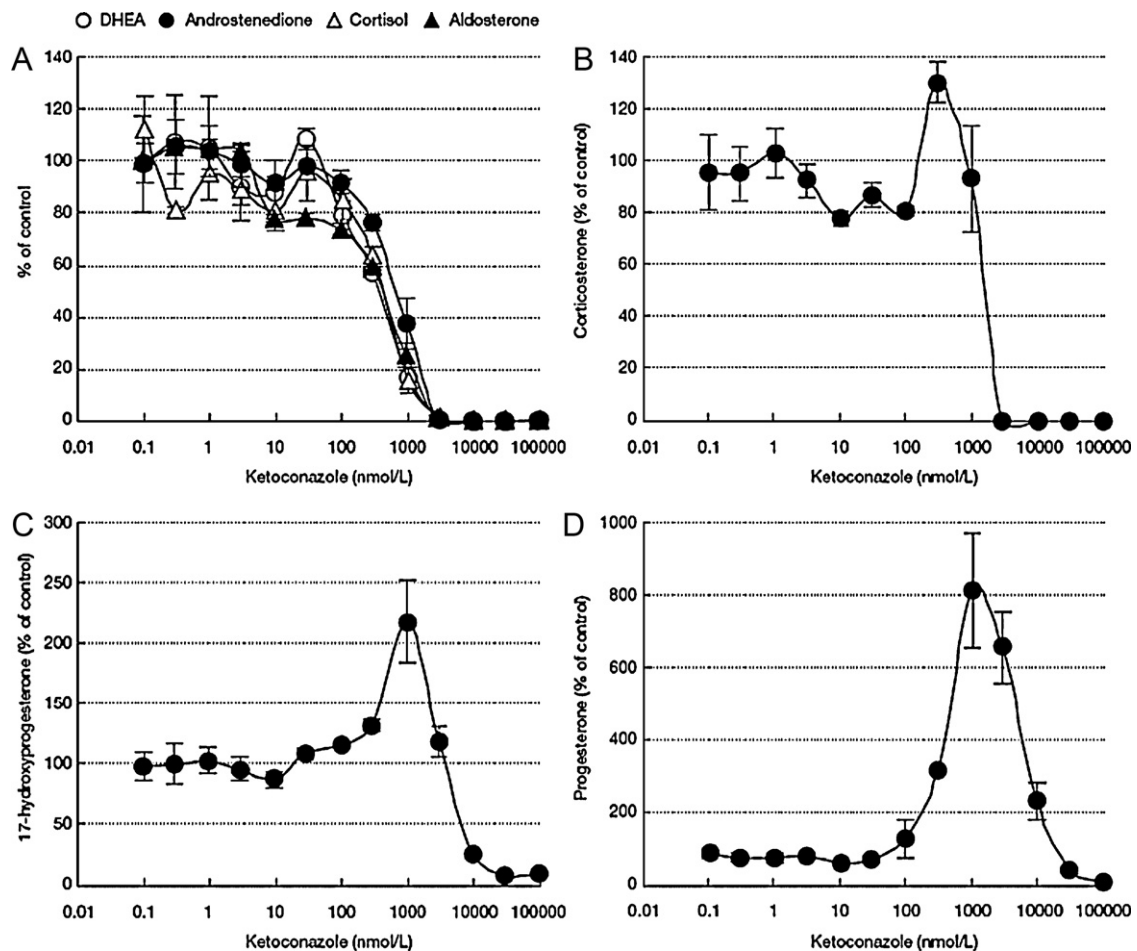 DHEA Androstenedione Cortisol Aldosterone
A
% of control
140
120
100
80
60
40
20
0
0.01 0.1 1 10 100 1000 10000 100000
Ketoconazole (nmol/L)
B
Corticosterone (% of control)
140
120
100
80
60
40
20
0
0.01 0.1 1 10 100 1000 10000 100000
Ketoconazole (nmol/L)
C
17-hydroxyprogesterone (% of control)
300
250
200
150
100
50
0
0.01 0.1 1 10 100 1000 10000 100000
Ketoconazole (nmol/L)
D
Progesterone (% of control)
1000
800
600
400
200
0
0.01 0.1 1 10 100 1000 10000 100000
Ketoconazole (nmol/L)